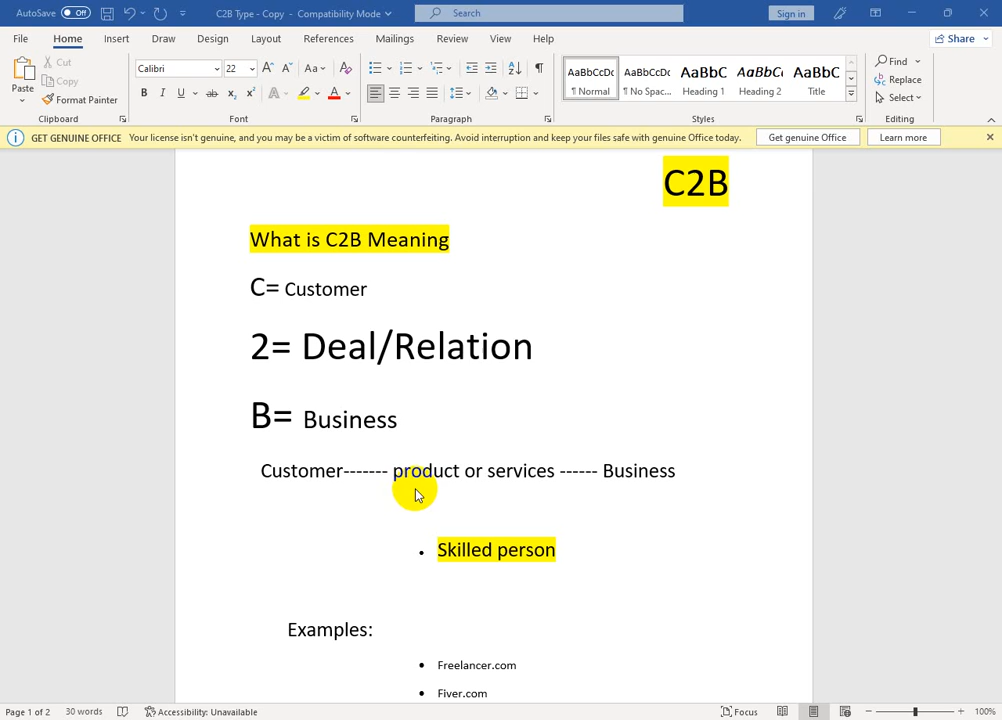 AutoSave Off C2B Type - Copy - Compatibility Mode Search Sign in
File Home Insert Draw Design Layout References Mailings Review View Help Share
Paste Cut Copy Format Painter
Calibri 22 Aa
B I U ab x2 x2 A A
AaBbCcDc AaBbCcDc AaBbC AaBbCc AaBbC
¶ Normal ¶ No Spac... Heading 1 Heading 2 Title
Find Replace Select
Clipboard Font Paragraph Styles Editing
GET GENUINE OFFICE Your license isn't genuine, and you may be a victim of software counterfeiting. Avoid interruption and keep your files safe with genuine Office today. Get genuine Office Learn more
C2B
What is C2B Meaning
C= Customer
2= Deal/Relation
B= Business
Customer------- product or services ------ Business
• Skilled person
Examples:
• Freelancer.com
• Fiver.com
Page 1 of 2 30 words Accessibility: Unavailable Focus 100%